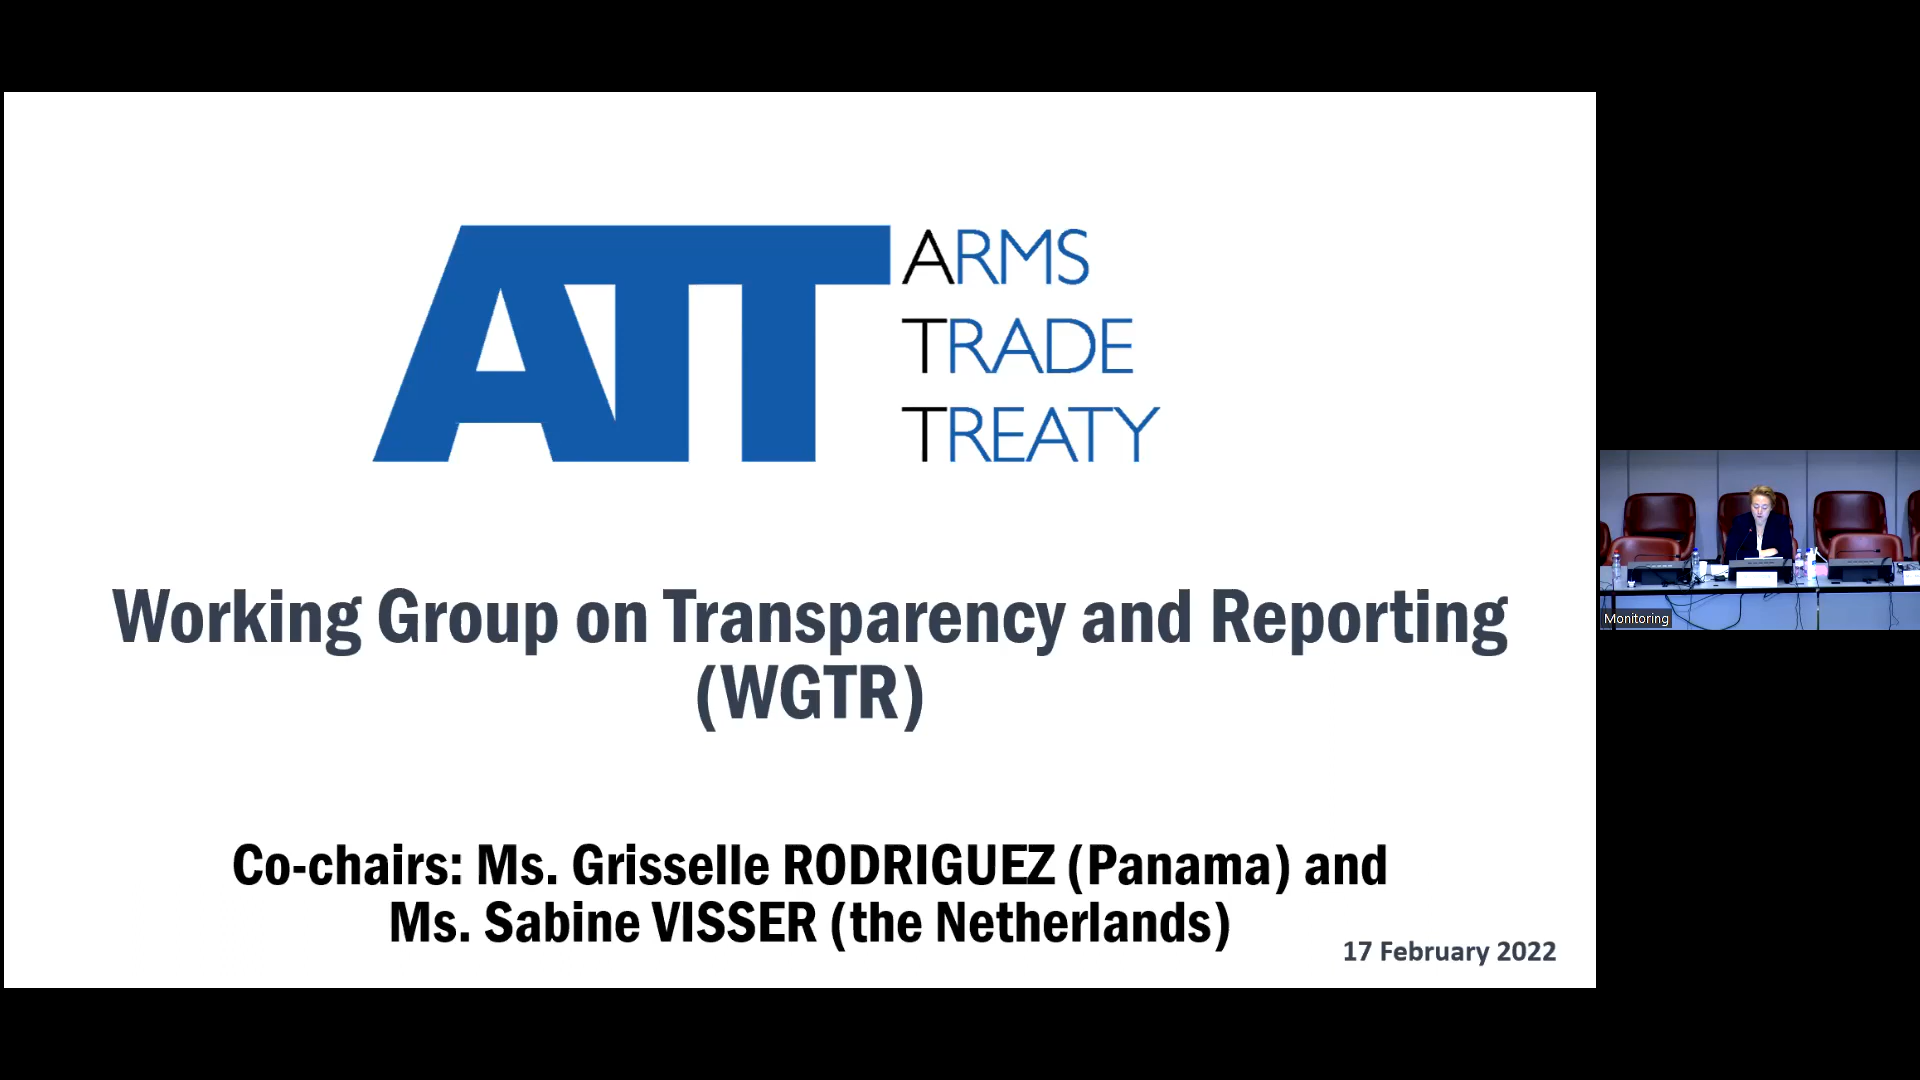 ATT
ARMS
TRADE
TREATY
Working Group on Transparency and Reporting
(WGTR)
Co-chairs: Ms. Grisselle RODRIGUEZ (Panama) and
Ms. Sabine VISSER (the Netherlands)
17 February 2022
Monitoring